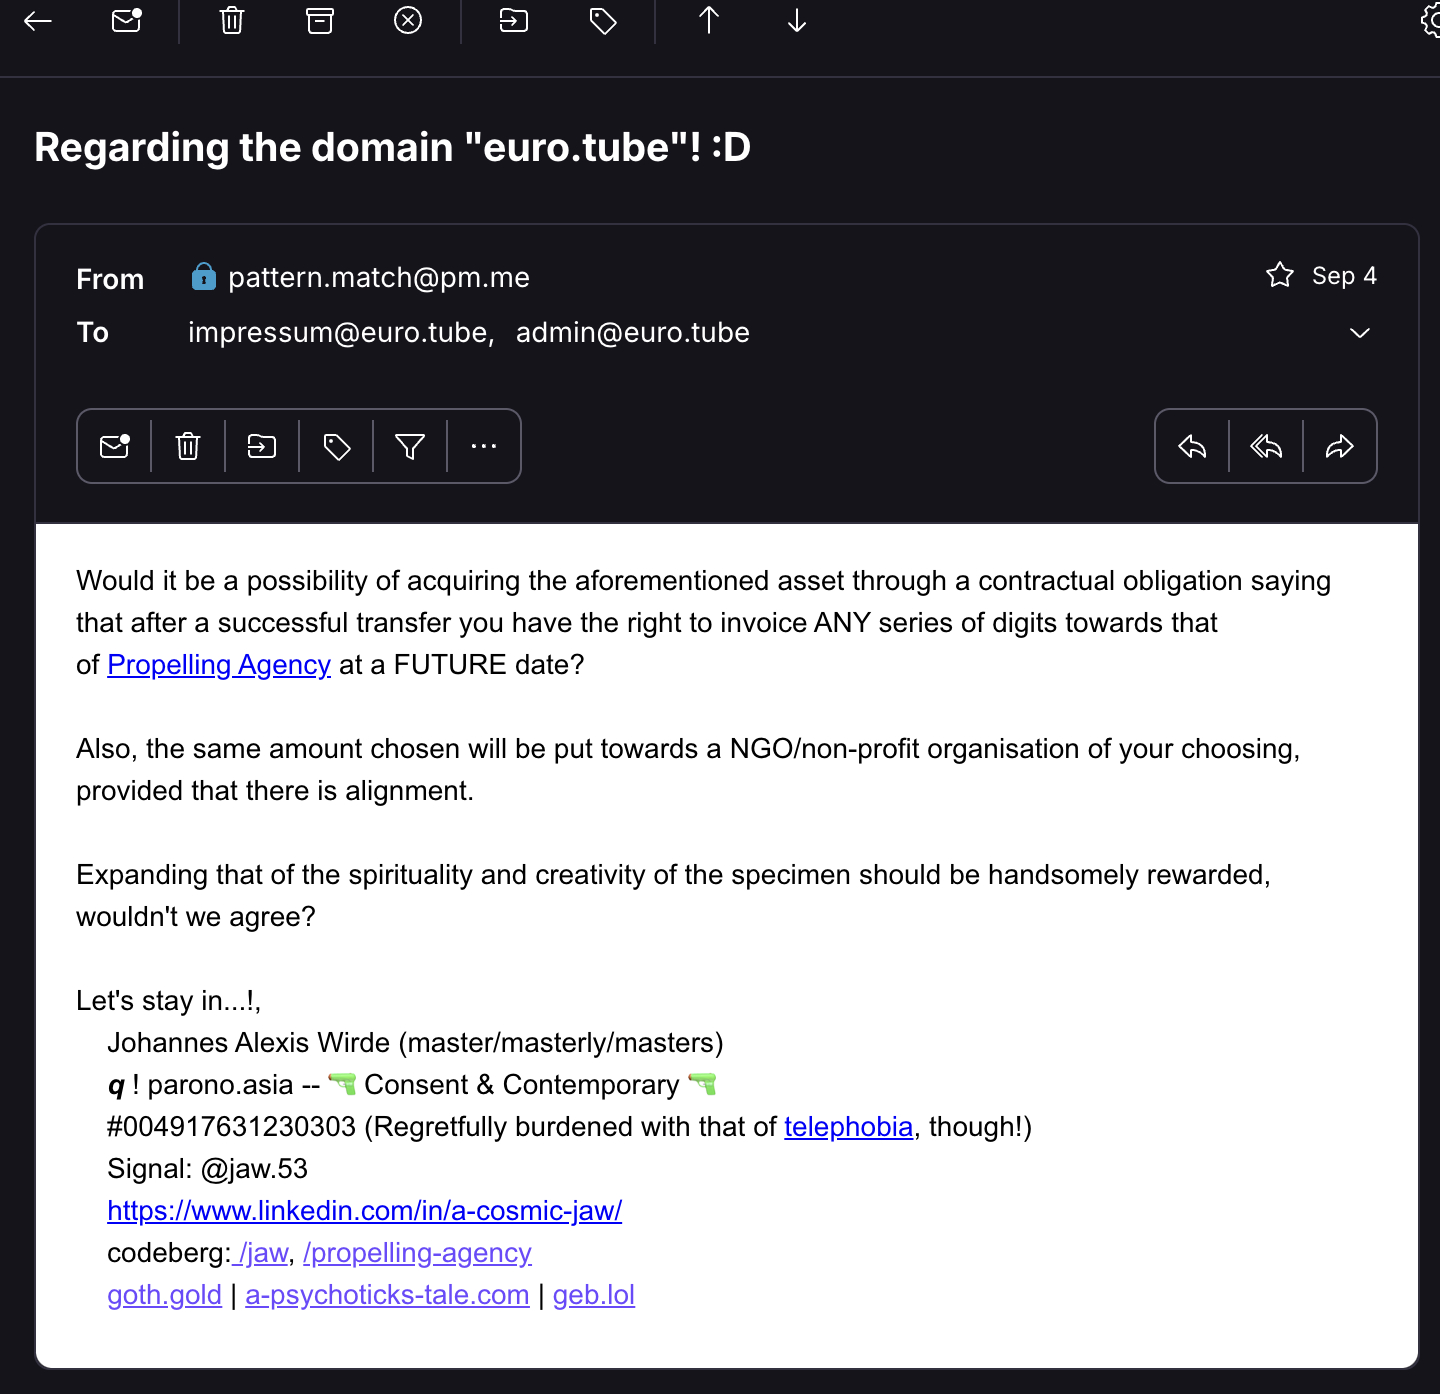 Regarding the domain "euro.tube"! :D
From pattern.match@pm.me Sep 4
To impressum@euro.tube, admin@euro.tube
Would it be a possibility of acquiring the aforementioned asset through a contractual obligation saying
that after a successful transfer you have the right to invoice ANY series of digits towards that
of Propelling Agency at a FUTURE date?
Also, the same amount chosen will be put towards a NGO/non-profit organisation of your choosing,
provided that there is alignment.
Expanding that of the spirituality and creativity of the specimen should be handsomely rewarded,
wouldn't we agree?
Let's stay in...!,
Johannes Alexis Wirde (master/masterly/masters)
q ! parono.asia -- 🔫 Consent & Contemporary 🔫
#004917631230303 (Regretfully burdened with that of telephobia, though!)
Signal: @jaw.53
https://www.linkedin.com/in/a-cosmic-jaw/
codeberg: /jaw, /propelling-agency
goth.gold | a-psychoticks-tale.com | geb.lol